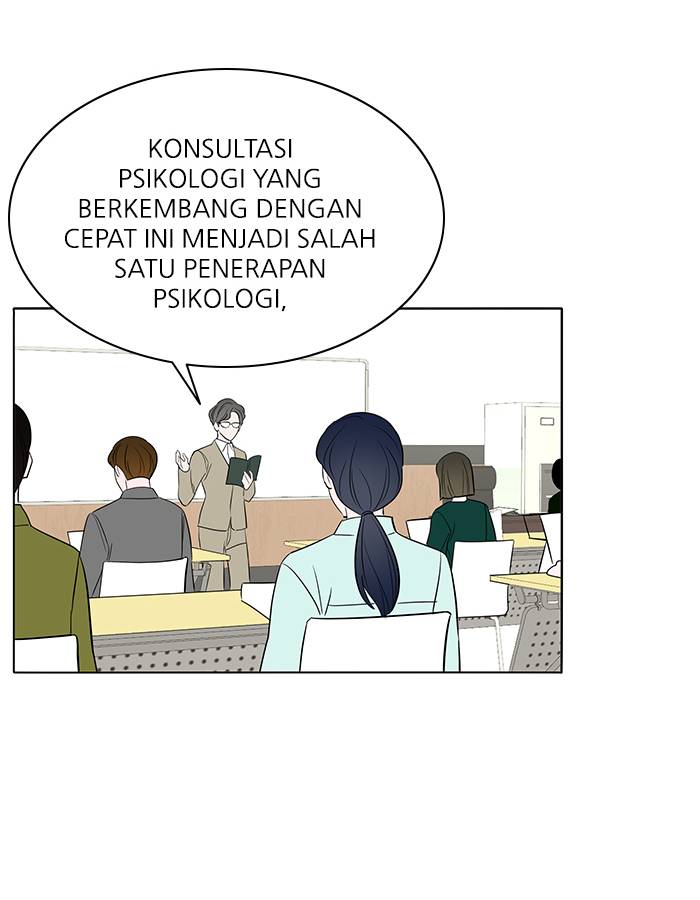 KONSULTASI
PSIKOLOGI YANG
BERKEMBANG DENGAN
CEPAT INI MENJADI SALAH
SATU PENERAPAN
PSIKOLOGI,